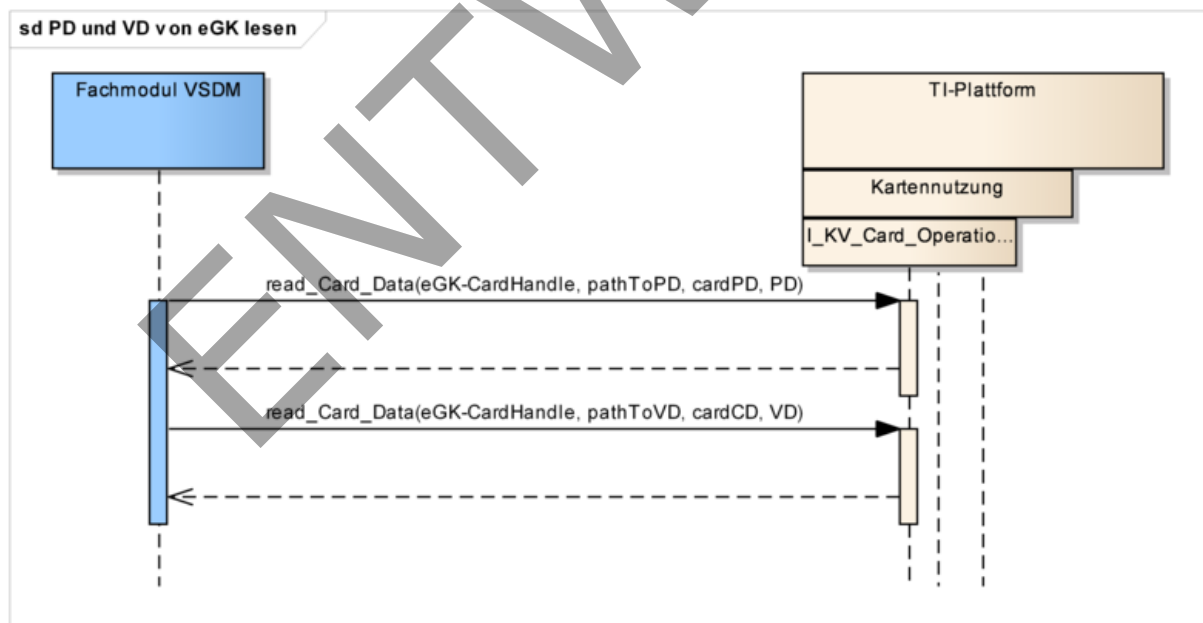 sd PD und VD von eGK lesen
Fachmodul VSDM
TI-Plattform
Kartennutzung
I_KV_Card_Operatio...
read_Card_Data(eGK-CardHandle, pathToPD, cardPD, PD)
read_Card_Data(eGK-CardHandle, pathToVD, cardCD, VD)